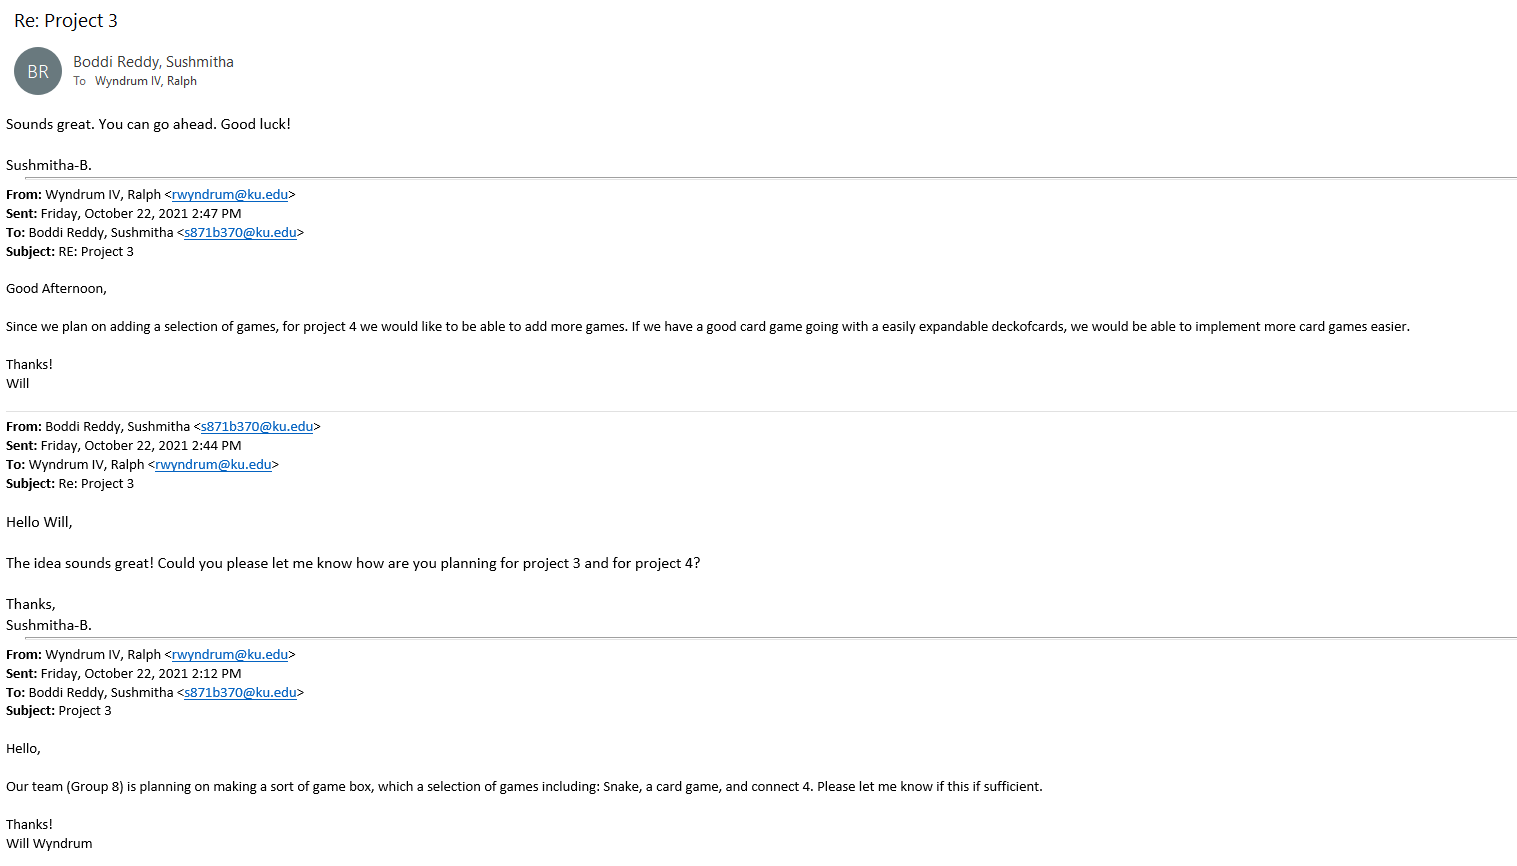 Re: Project 3
BR
Boddi Reddy, Sushmitha
To Wyndrum IV, Ralph
Sounds great. You can go ahead. Good luck!
Sushmitha-B.
From: Wyndrum IV, Ralph <rwyndrum@ku.edu>
Sent: Friday, October 22, 2021 2:47 PM
To: Boddi Reddy, Sushmitha <s871b370@ku.edu>
Subject: RE: Project 3
Good Afternoon,
Since we plan on adding a selection of games, for project 4 we would like to be able to add more games. If we have a good card game going with a easily expandable deckofcards, we would be able to implement more card games easier.
Thanks!
Will
From: Boddi Reddy, Sushmitha <s871b370@ku.edu>
Sent: Friday, October 22, 2021 2:44 PM
To: Wyndrum IV, Ralph <rwyndrum@ku.edu>
Subject: Re: Project 3
Hello Will,
The idea sounds great! Could you please let me know how are you planning for project 3 and for project 4?
Thanks,
Sushmitha-B.
From: Wyndrum IV, Ralph <rwyndrum@ku.edu>
Sent: Friday, October 22, 2021 2:12 PM
To: Boddi Reddy, Sushmitha <s871b370@ku.edu>
Subject: Project 3
Hello,
Our team (Group 8) is planning on making a sort of game box, which a selection of games including: Snake, a card game, and connect 4. Please let me know if this if sufficient.
Thanks!
Will Wyndrum